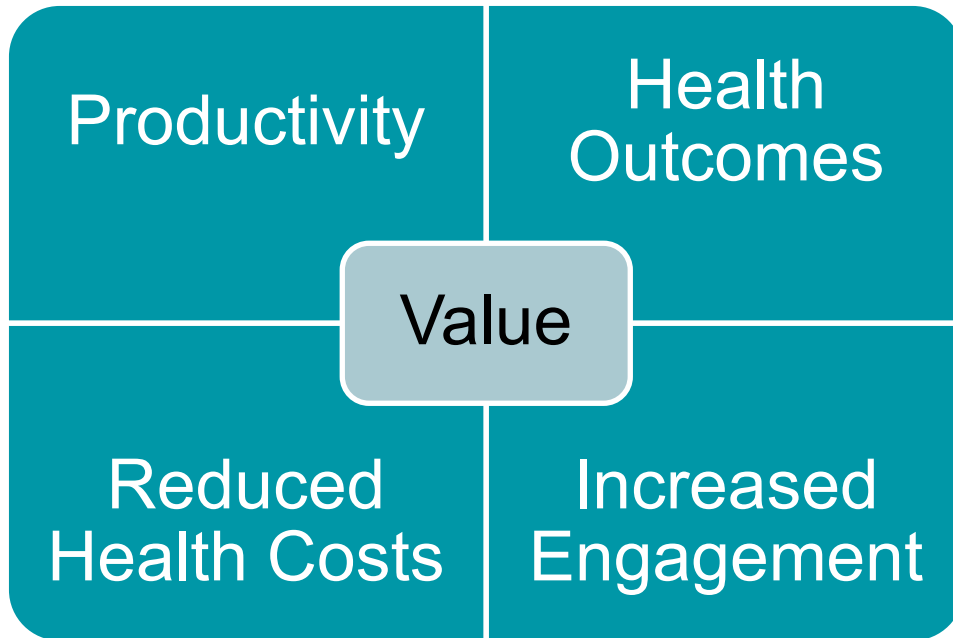 Productivity
Health
Outcomes
Value
Reduced
Health Costs
Increased
Engagement